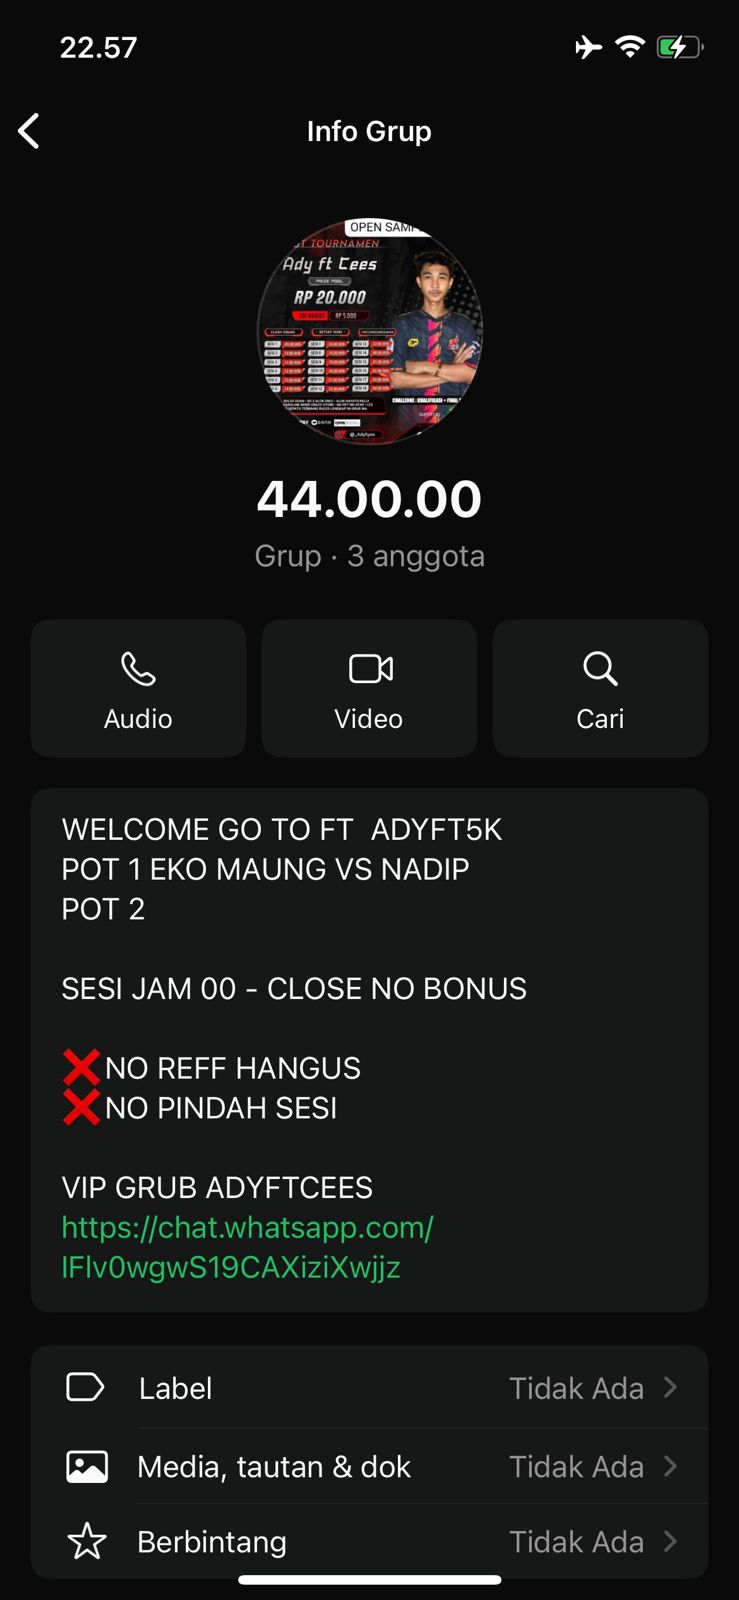 22.57
Info Grup
OPEN SAM
TOURNAMEN
Ady ft Cees
PRIZE POOL
RP 20.000
RP 5.000
44.00.00
Grup · 3 anggota
Audio
Video
Cari
WELCOME GO TO FT  ADYFT5K
POT 1 EKO MAUNG VS NADIP
POT 2
SESI JAM 00 - CLOSE NO BONUS
❌NO REFF HANGUS
❌NO PINDAH SESI
VIP GRUB ADYFTCEES
https://chat.whatsapp.com/
IFlv0wgwS19CAXiziXwjjz
Label
Tidak Ada
Media, tautan & dok
Tidak Ada
Berbintang
Tidak Ada